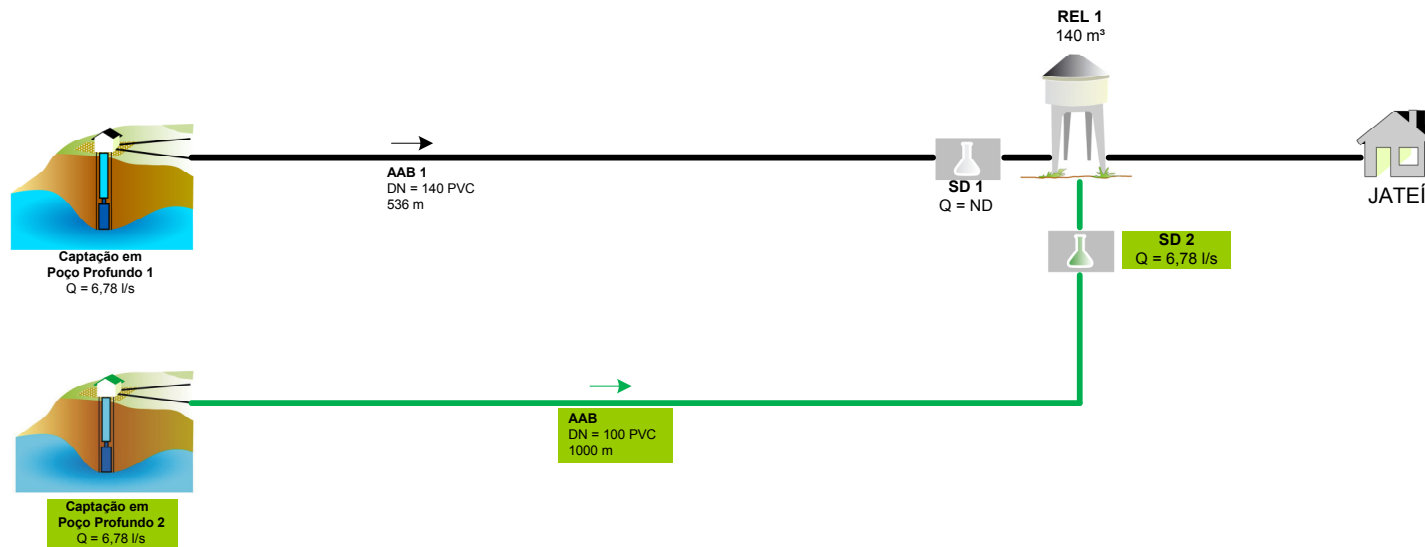 REL 1
140 m³
AAB 1
DN = 140 PVC
536 m
SD 1
Q = ND
JATEÍ
Captação em
Poço Profundo 1
Q = 6,78 l/s
SD 2
Q = 6,78 l/s
AAB
DN = 100 PVC
1000 m
Captação em
Poço Profundo 2
Q = 6,78 l/s